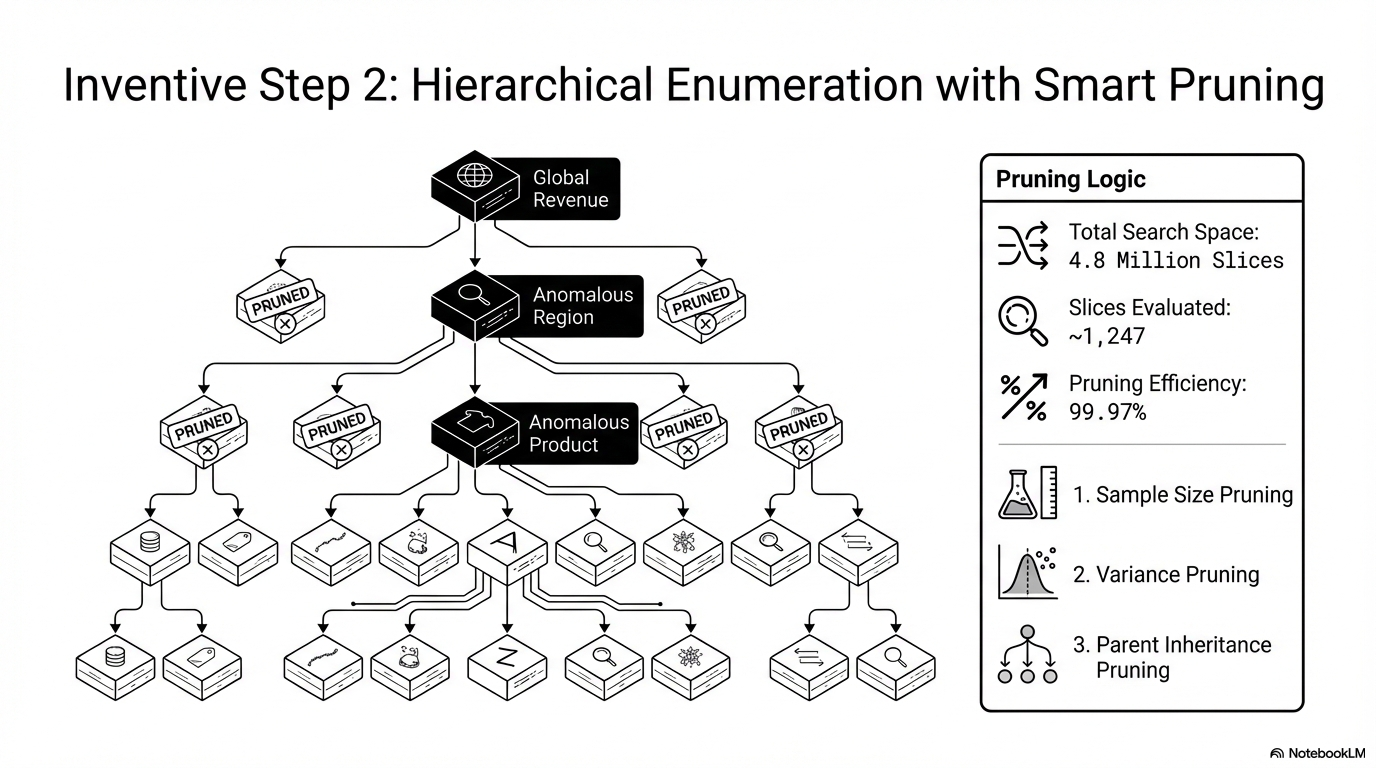 Inventive Step 2: Hierarchical Enumeration with Smart Pruning
Global
Revenue
PRUNED
Anomalous
Region
PRUNED
PRUNED
PRUNED
Anomalous
Product
PRUNED
PRUNED
A
Z
Pruning Logic
Total Search Space:
4.8 Million Slices
Slices Evaluated:
~1,247
Pruning Efficiency:
99.97%
1. Sample Size Pruning
2. Variance Pruning
3. Parent Inheritance
Pruning
NotebookLM